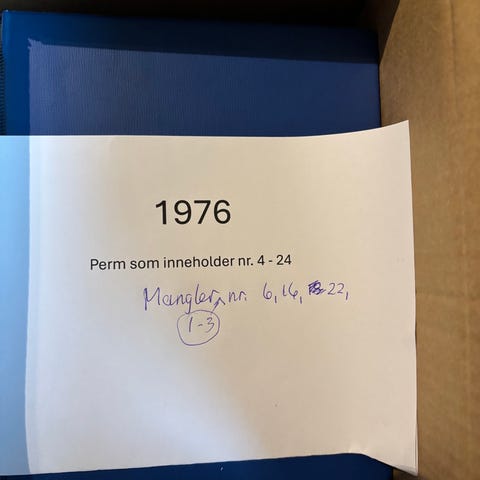 1976
Perm som inneholder nr. 4 - 24
Mangler nr. 6, 16, 22,
1-3